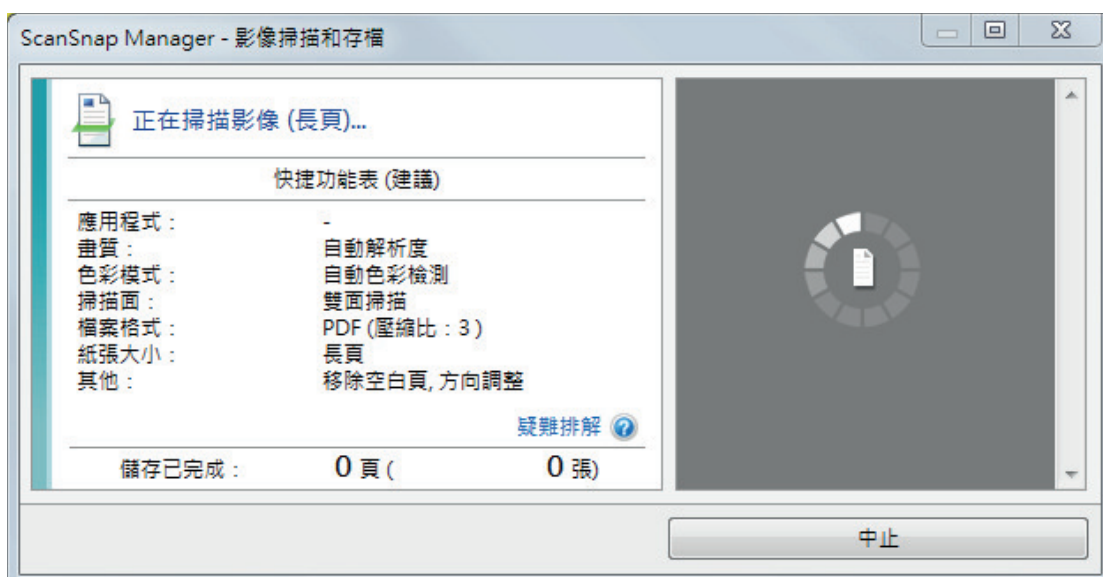 ScanSnap Manager - 影像掃描和存檔
正在掃描影像 (長頁)...
快捷功能表 (建議)
應用程式： -
畫質： 自動解析度
色彩模式： 自動色彩檢測
掃描面： 雙面掃描
檔案格式： PDF (壓縮比：3)
紙張大小： 長頁
其他： 移除空白頁, 方向調整
疑難排解
儲存已完成： 0 頁 ( 0 張)
中止